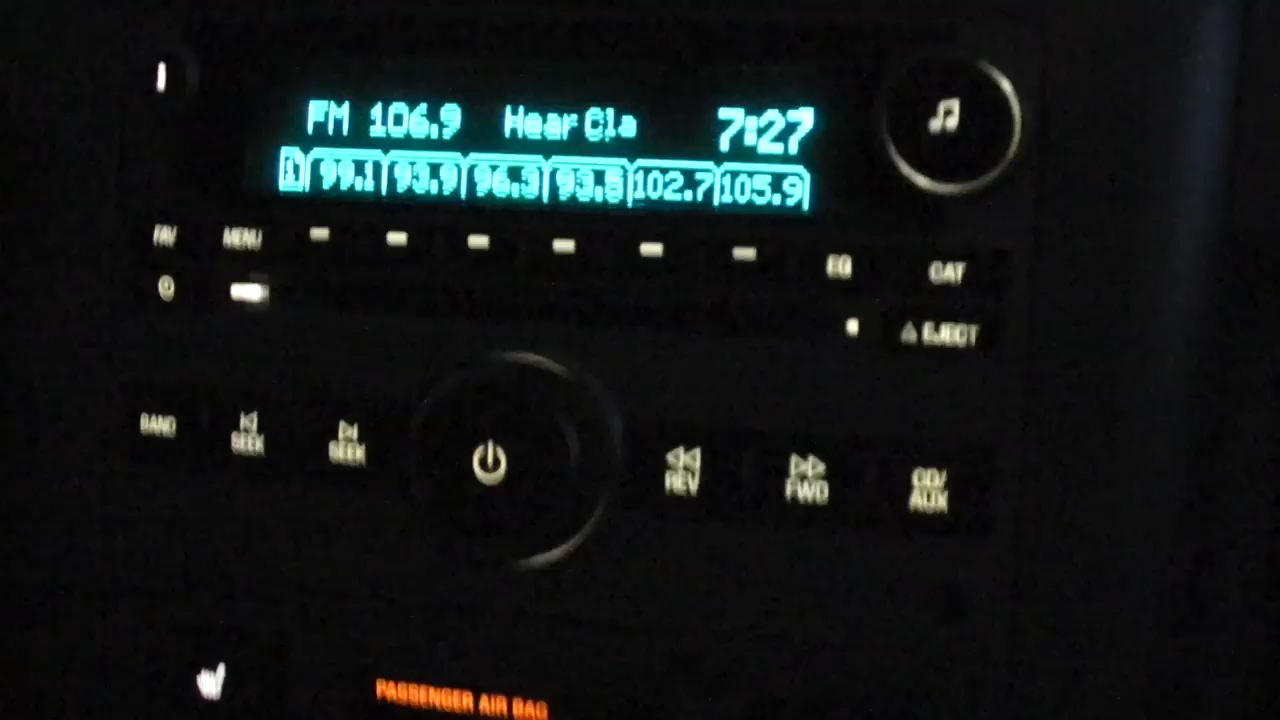 FM 106.9 Hear Cla 7:27
1 99.1 93.9 96.3 93.5 102.7 105.9
FAV MENU EQ CAT
EJECT
BAND SEEK SEEK REV FWD CD/
AUX
PASSENGER AIR BAG